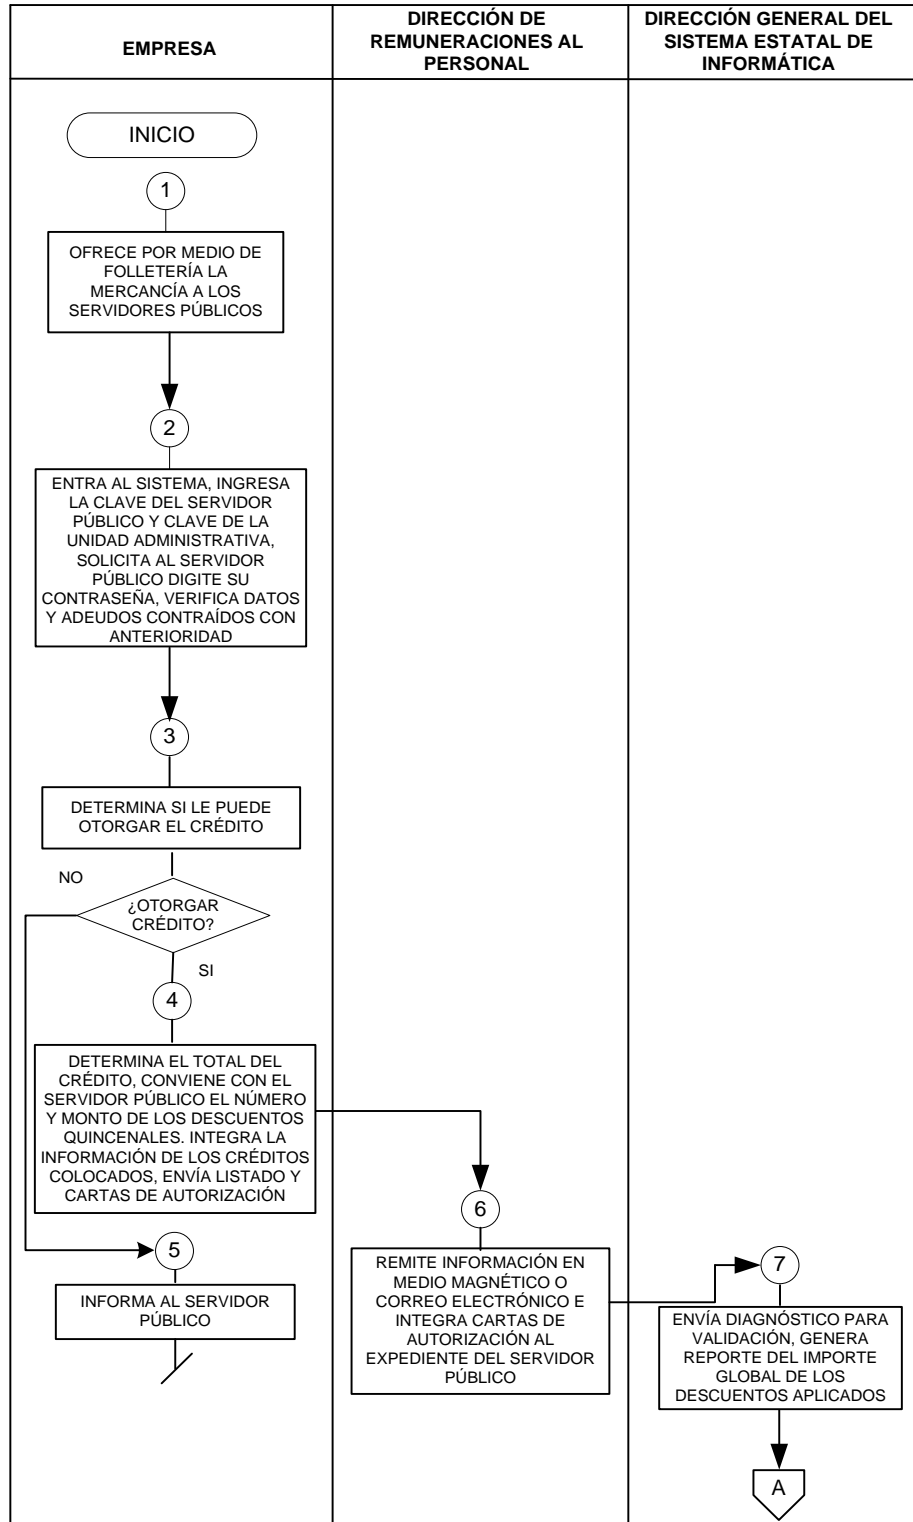 EMPRESA
DIRECCIÓN DE
REMUNERACIONES AL
PERSONAL
DIRECCIÓN GENERAL DEL
SISTEMA ESTATAL DE
INFORMÁTICA
INICIO
1
OFRECE POR MEDIO DE
FOLLETERÍA LA
MERCANCÍA A LOS
SERVIDORES PÚBLICOS
2
ENTRA AL SISTEMA, INGRESA
LA CLAVE DEL SERVIDOR
PÚBLICO Y CLAVE DE LA
UNIDAD ADMINISTRATIVA,
SOLICITA AL SERVIDOR
PÚBLICO DIGITE SU
CONTRASEÑA, VERIFICA DATOS
Y ADEUDOS CONTRAÍDOS CON
ANTERIORIDAD
3
DETERMINA SI LE PUEDE
OTORGAR EL CRÉDITO
NO
¿OTORGAR
CRÉDITO?
SI
4
DETERMINA EL TOTAL DEL
CRÉDITO, CONVIENE CON EL
SERVIDOR PÚBLICO EL NÚMERO
Y MONTO DE LOS DESCUENTOS
QUINCENALES. INTEGRA LA
INFORMACIÓN DE LOS CRÉDITOS
COLOCADOS, ENVÍA LISTADO Y
CARTAS DE AUTORIZACIÓN
5
INFORMA AL SERVIDOR
PÚBLICO
6
REMITE INFORMACIÓN EN
MEDIO MAGNÉTICO O
CORREO ELECTRÓNICO E
INTEGRA CARTAS DE
AUTORIZACIÓN AL
EXPEDIENTE DEL SERVIDOR
PÚBLICO
7
ENVÍA DIAGNÓSTICO PARA
VALIDACIÓN, GENERA
REPORTE DEL IMPORTE
GLOBAL DE LOS
DESCUENTOS APLICADOS
A